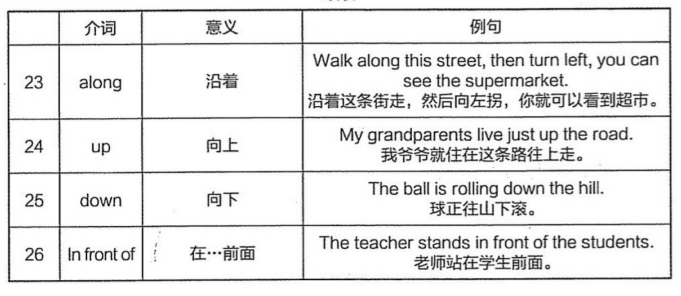 介词 意义 例句
23 along 沿着 Walk along this street, then turn left, you can
see the supermarket.
沿着这条街走，然后向左拐，你就可以看到超市。
24 up 向上 My grandparents live just up the road.
我爷爷就住在这条路往上走。
25 down 向下 The ball is rolling down the hill.
球正往山下滚。
26 In front of 在…前面 The teacher stands in front of the students.
老师站在学生前面。